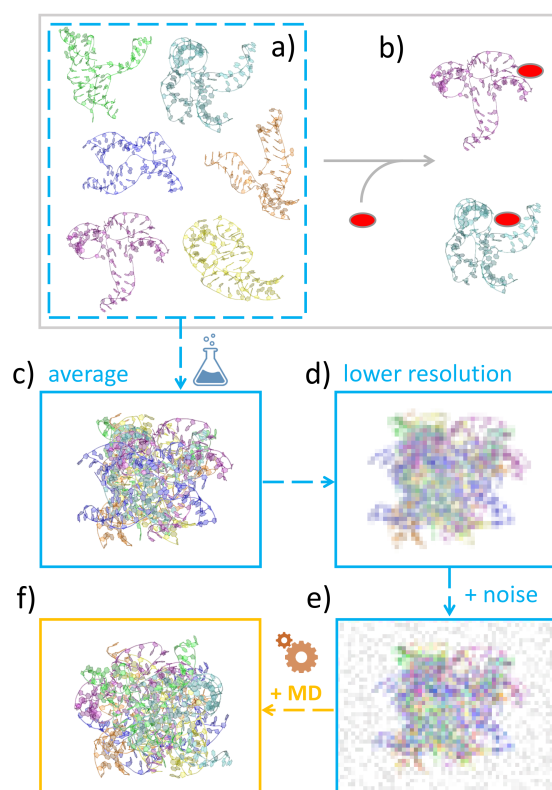 a)
b)
c) average
d) lower resolution
+ noise
f)
e)
+ MD